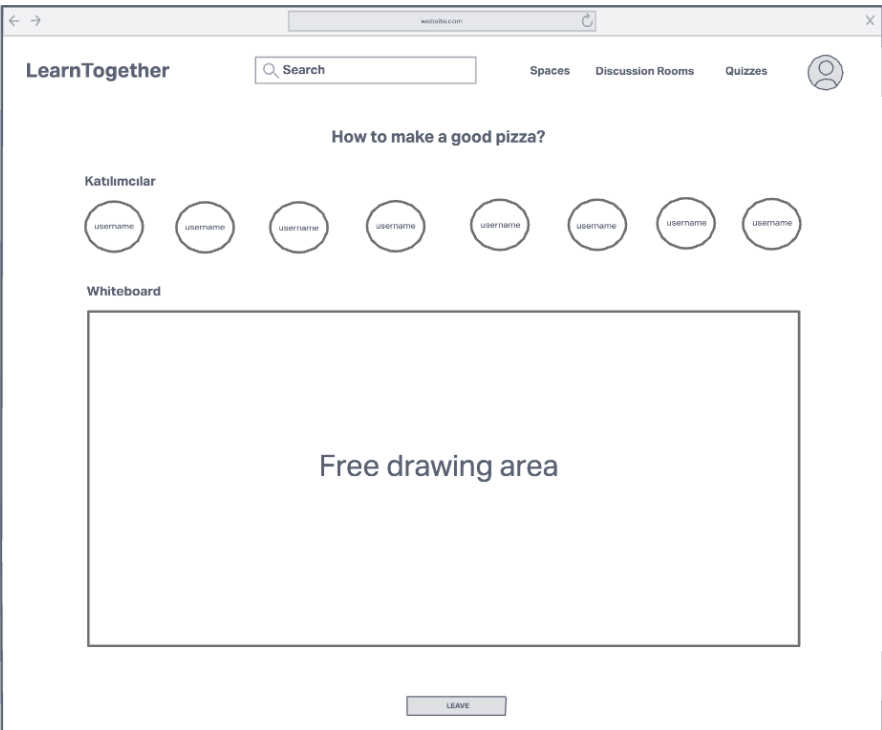 website.com
LearnTogether
Search
Spaces
Discussion Rooms
Quizzes
How to make a good pizza?
Katılımcılar
username username username username username username username username
Whiteboard
Free drawing area
LEAVE